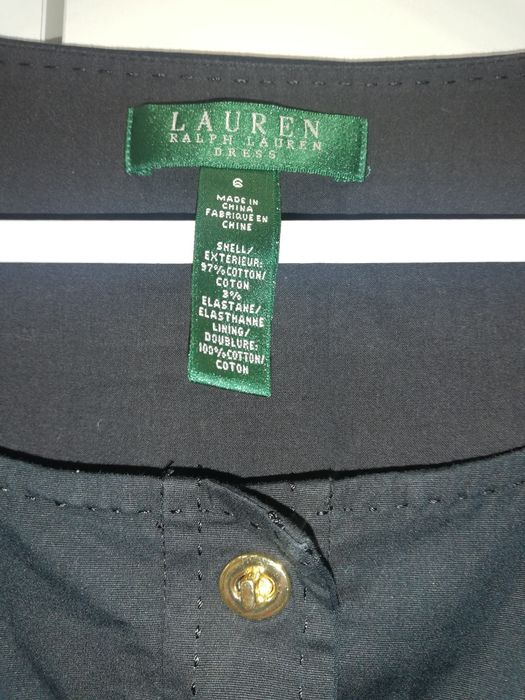 LAUREN
RALPH LAUREN
DRESS
6
MADE IN
CHINA
FABRIQUE EN
CHINE
SHELL/
EXTÉRIEUR:
97% COTTON/
COTON
3%
ELASTANE/
ELASTHANNE
LINING/
DOUBLURE:
100% COTTON/
COTON